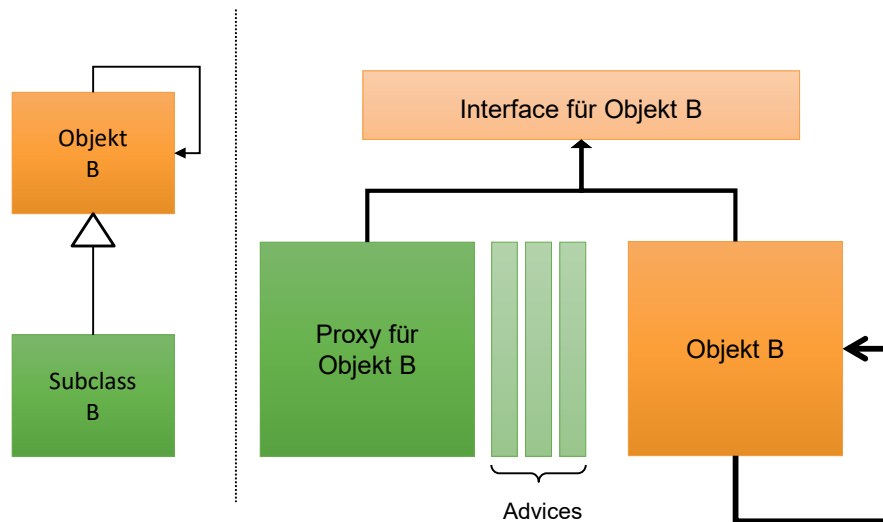 Objekt
B
Subclass
B
Interface für Objekt B
Proxy für
Objekt B
Objekt B
Advices